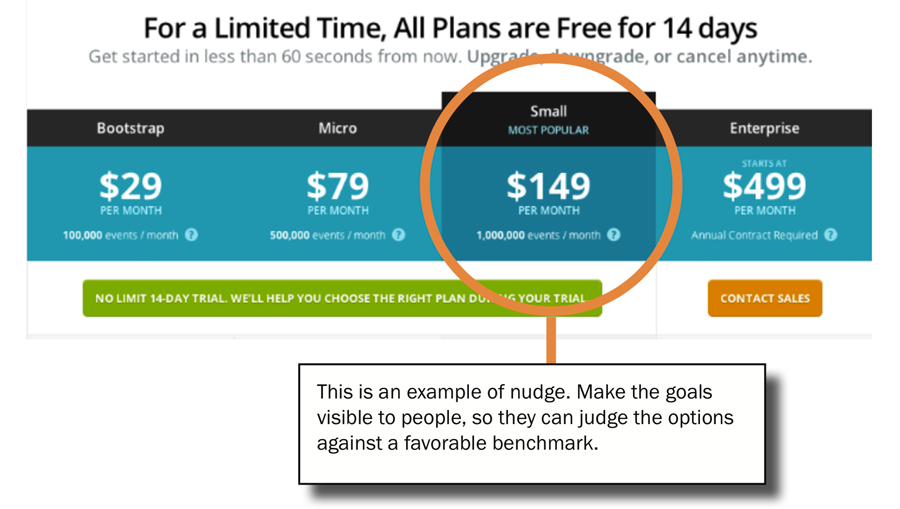 For a Limited Time, All Plans are Free for 14 days
Get started in less than 60 seconds from now. Upgrade, downgrade, or cancel anytime.
Bootstrap
$29
PER MONTH
100,000 events / month ?
Micro
$79
PER MONTH
500,000 events / month ?
Small
MOST POPULAR
$149
PER MONTH
1,000,000 events / month ?
Enterprise
STARTS AT
$499
PER MONTH
Annual Contract Required ?
NO LIMIT 14-DAY TRIAL. WE'LL HELP YOU CHOOSE THE RIGHT PLAN DURING YOUR TRIAL
CONTACT SALES
This is an example of nudge. Make the goals
visible to people, so they can judge the options
against a favorable benchmark.